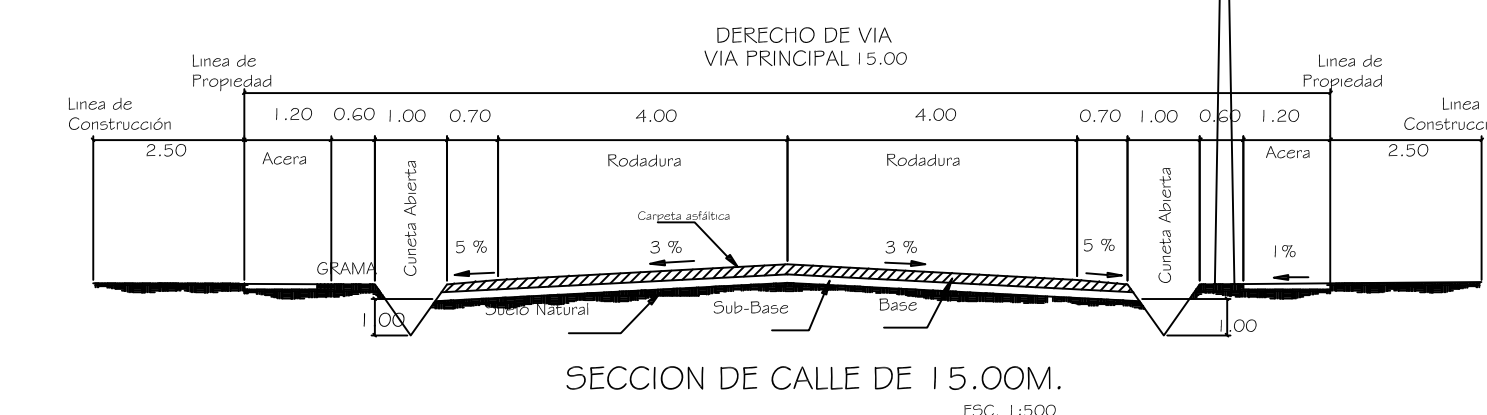 DERECHO DE VIA
VIA PRINCIPAL 15.00
Linea de
Propiedad
Linea de
Propiedad
Linea de
Construcción
Linea
Construcci
1.20 0.60 1.00 0.70 4.00 4.00 0.70 1.00 0.60 1.20
2.50 Acera Cuneta Abierta Rodadura Rodadura Cuneta Abierta Acera 2.50
Carpeta asfáltica
5 % 3 % 3 % 5 % 1%
GRAMA
Suelo Natural Sub-Base Base
1.00 1.00
SECCION DE CALLE DE 15.00M.
ESC. 1:500